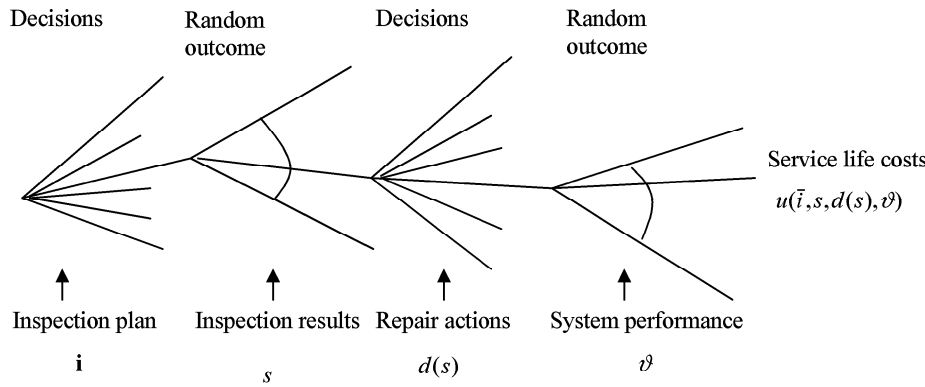 Decisions
Random
outcome
Decisions
Random
outcome
Service life costs
u(i̅,s,d(s),ϑ)
Inspection plan
Inspection results
Repair actions
System performance
i
s
d(s)
ϑ